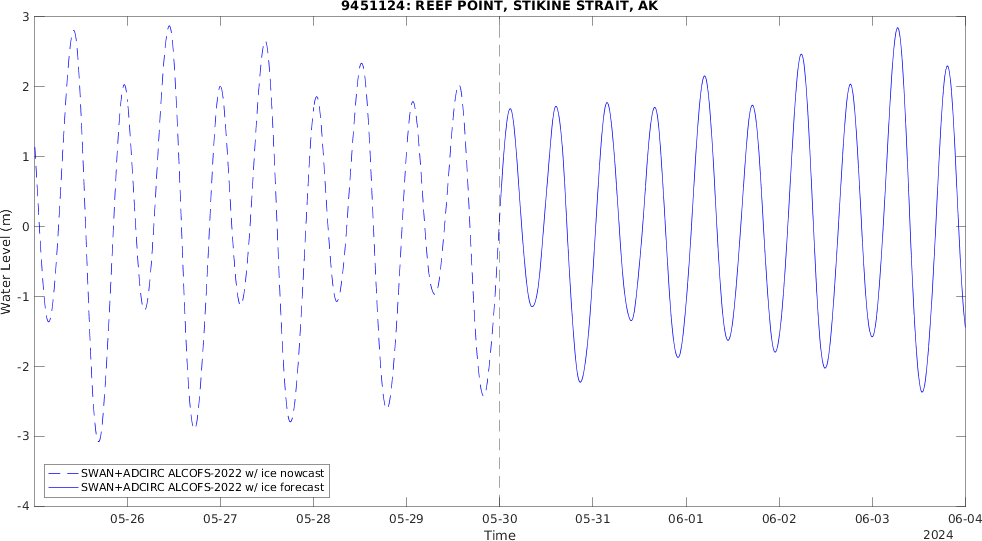 9451124: REEF POINT, STIKINE STRAIT, AK
3
2
1
0
-1
-2
-3
-4
Water Level (m)
SWAN+ADCIRC ALCOFS-2022 w/ ice nowcast
SWAN+ADCIRC ALCOFS-2022 w/ ice forecast
05-26 05-27 05-28 05-29 05-30 05-31 06-01 06-02 06-03 06-04
Time 2024